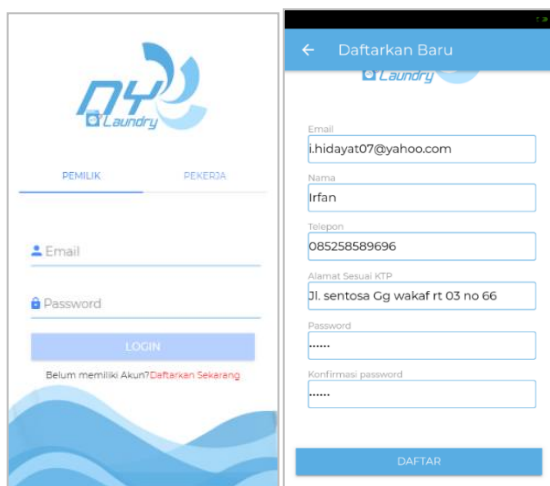 NY
Laundry
PEMILIK PEKERJA
Email
Password
LOGIN
Belum memiliki Akun?Daftarkan Sekarang
Daftarkan Baru
Laundry
Email
i.hidayat07@yahoo.com
Nama
Irfan
Telepon
085258589696
Alamat Sesuai KTP
Jl. sentosa Gg wakaf rt 03 no 66
Password
......
Konfirmasi password
......
DAFTAR